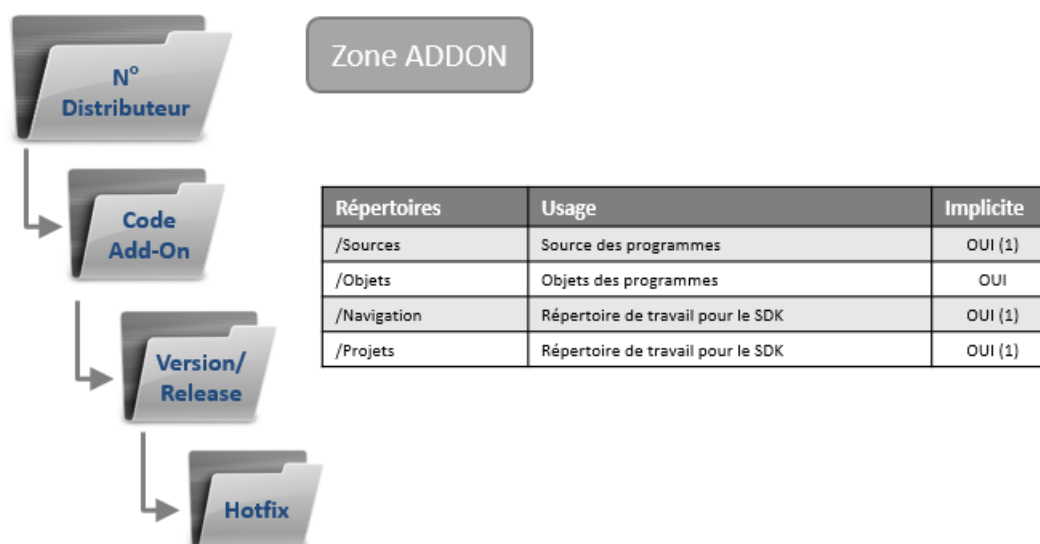 N°
Distributeur
Zone ADDON
Code
Add-On
Version/
Release
Hotfix
Répertoires Usage Implicite
/Sources Source des programmes OUI (1)
/Objets Objets des programmes OUI
/Navigation Répertoire de travail pour le SDK OUI (1)
/Projets Répertoire de travail pour le SDK OUI (1)